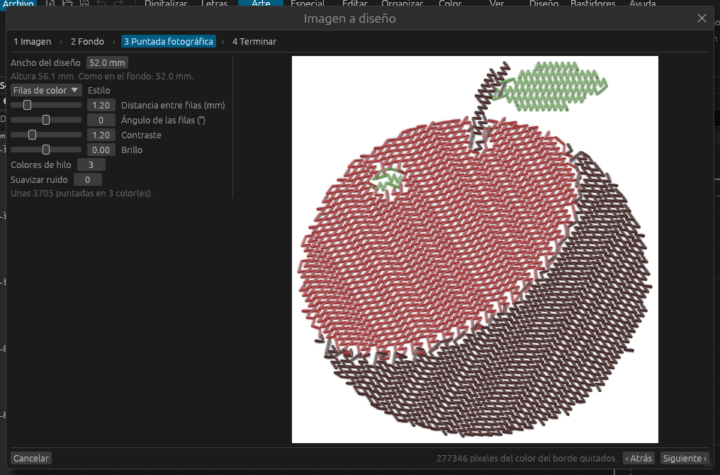 Archivo Digitalizar Letras Arte Especial Editar Organizar Color Ver Diseño Bastidores Ayuda
Imagen a diseño
1 Imagen › 2 Fondo › 3 Puntada fotográfica › 4 Terminar
Ancho del diseño 52.0 mm
Altura 56.1 mm. Como en el fondo: 52.0 mm.
Filas de color Estilo
1.20 Distancia entre filas (mm)
0 Ángulo de las filas (°)
1.20 Contraste
0.00 Brillo
Colores de hilo 3
Suavizar ruido 0
Unas 3705 puntadas en 3 color(es).
Cancelar
277346 píxeles del color del borde quitados.
‹ Atrás
Siguiente ›